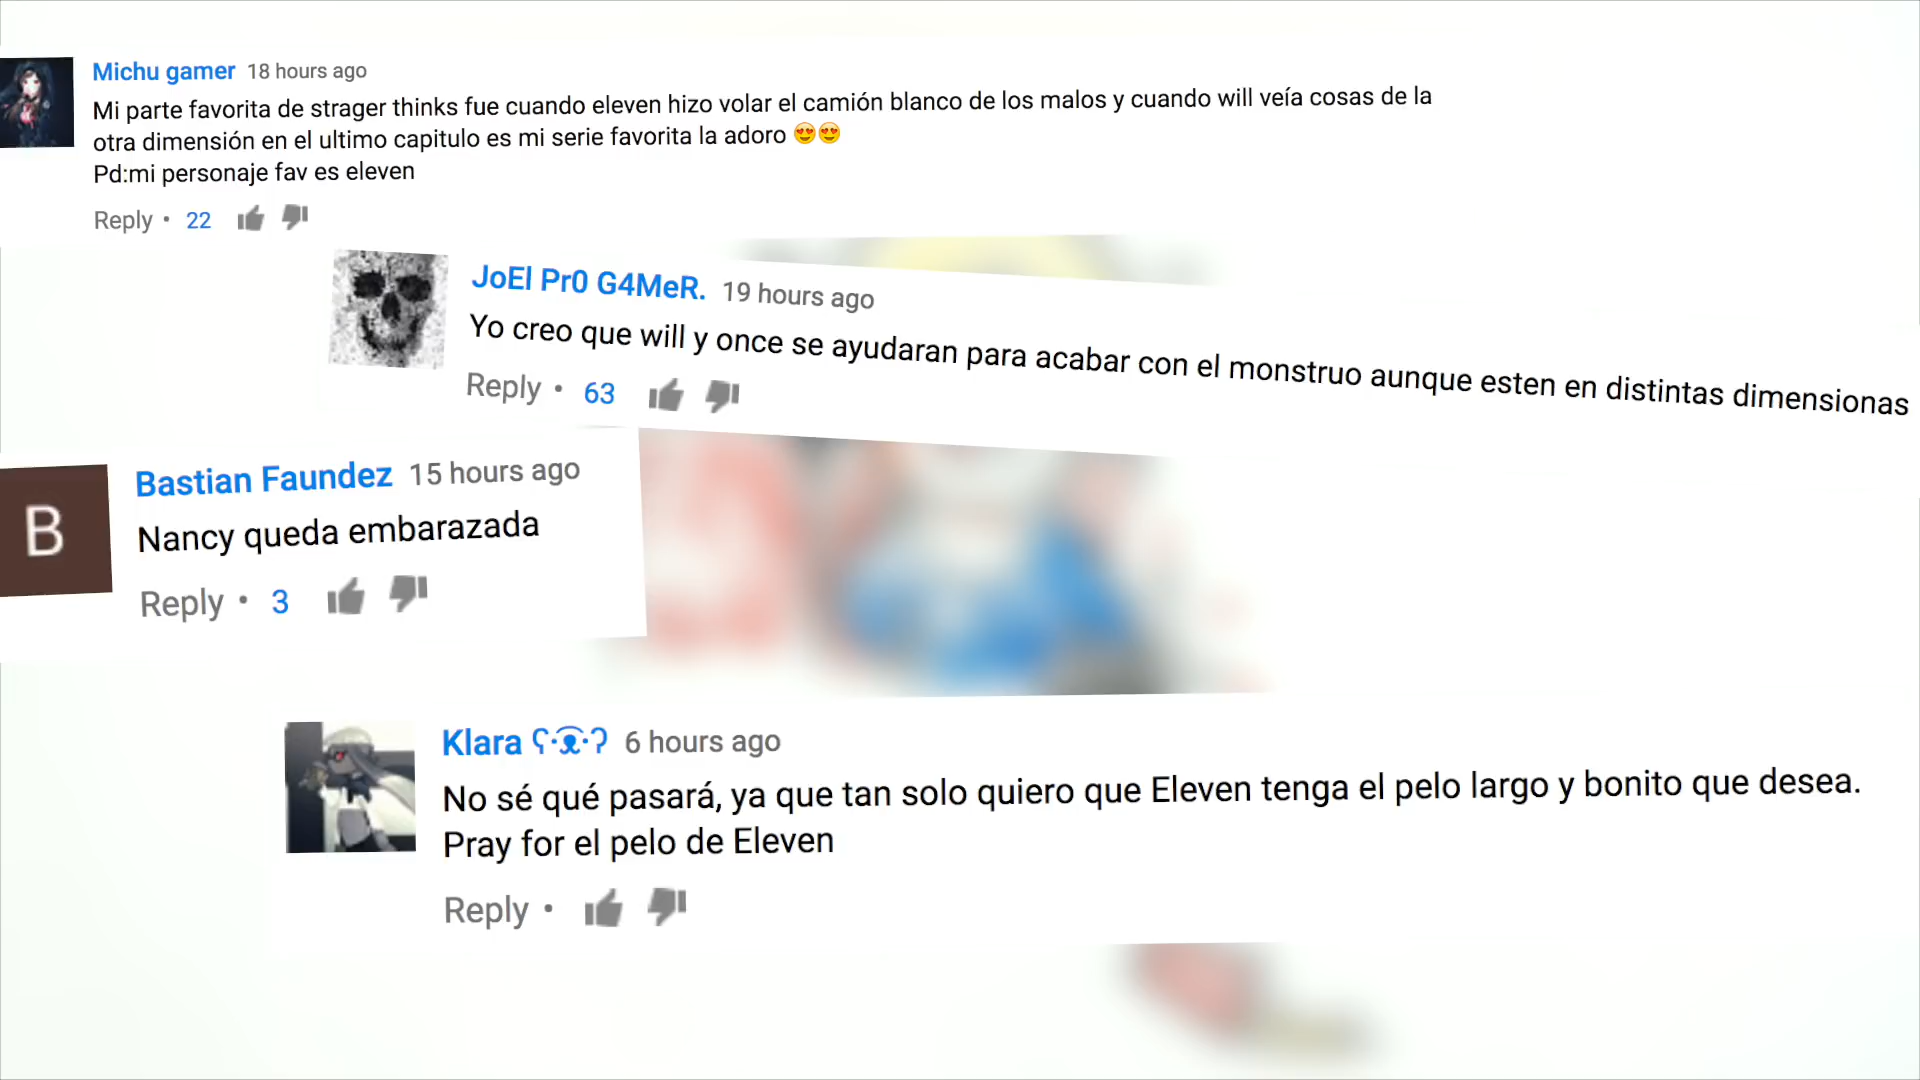 Michu gamer 18 hours ago
Mi parte favorita de strager thinks fue cuando eleven hizo volar el camión blanco de los malos y cuando will veía cosas de la
otra dimensión en el ultimo capitulo es mi serie favorita la adoro 😍😍
Pd:mi personaje fav es eleven
Reply • 22
JoEl Pr0 G4MeR. 19 hours ago
Yo creo que will y once se ayudaran para acabar con el monstruo aunque esten en distintas dimensionas
Reply • 63
B
Bastian Faundez 15 hours ago
Nancy queda embarazada
Reply • 3
Klara ʕ·ᴥ·ʔ 6 hours ago
No sé qué pasará, ya que tan solo quiero que Eleven tenga el pelo largo y bonito que desea.
Pray for el pelo de Eleven
Reply •